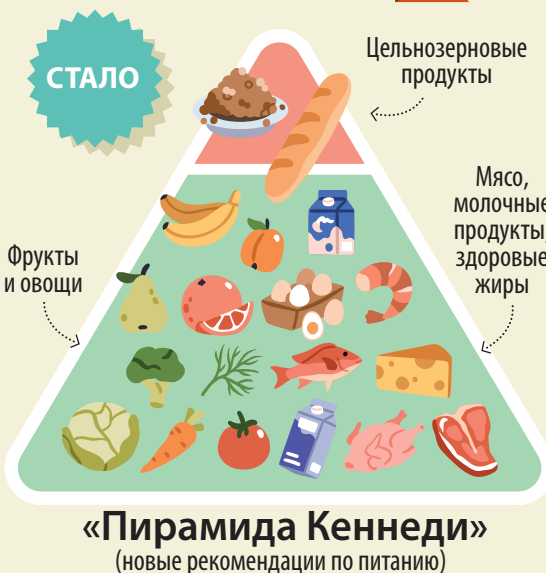 СТАЛО
Цельнозерновые
продукты
Мясо,
молочные
продукты,
здоровые
жиры
Фрукты
и овощи
«Пирамида Кеннеди»
(новые рекомендации по питанию)